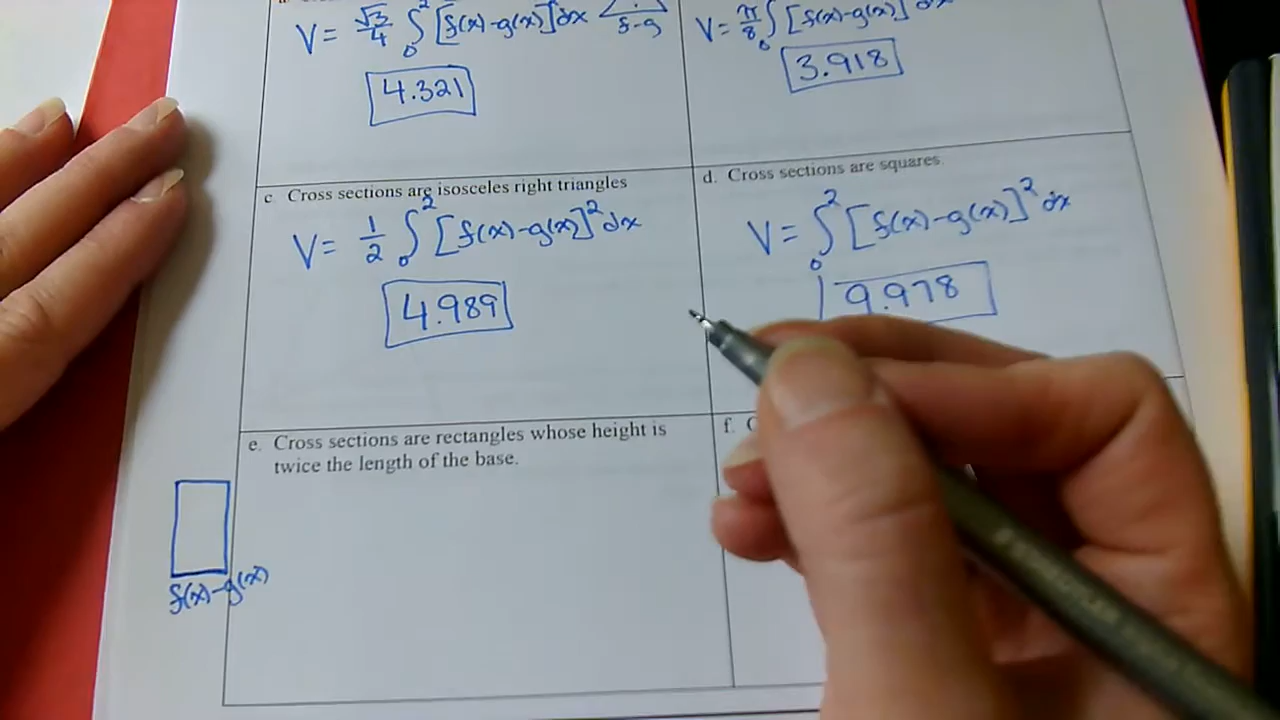 V = √3/4 ∫₀² [f(x)-g(x)]² dx
f-g
4.321
V = π/8 ∫₀ [f(x)-g(x)] dx
3.918
c. Cross sections are isosceles right triangles
V = 1/2 ∫₀² [f(x)-g(x)]² dx
4.989
d. Cross sections are squares.
V = ∫₀² [f(x)-g(x)]² dx
9.978
e. Cross sections are rectangles whose height is
twice the length of the base.
f(x)-g(x)
f.